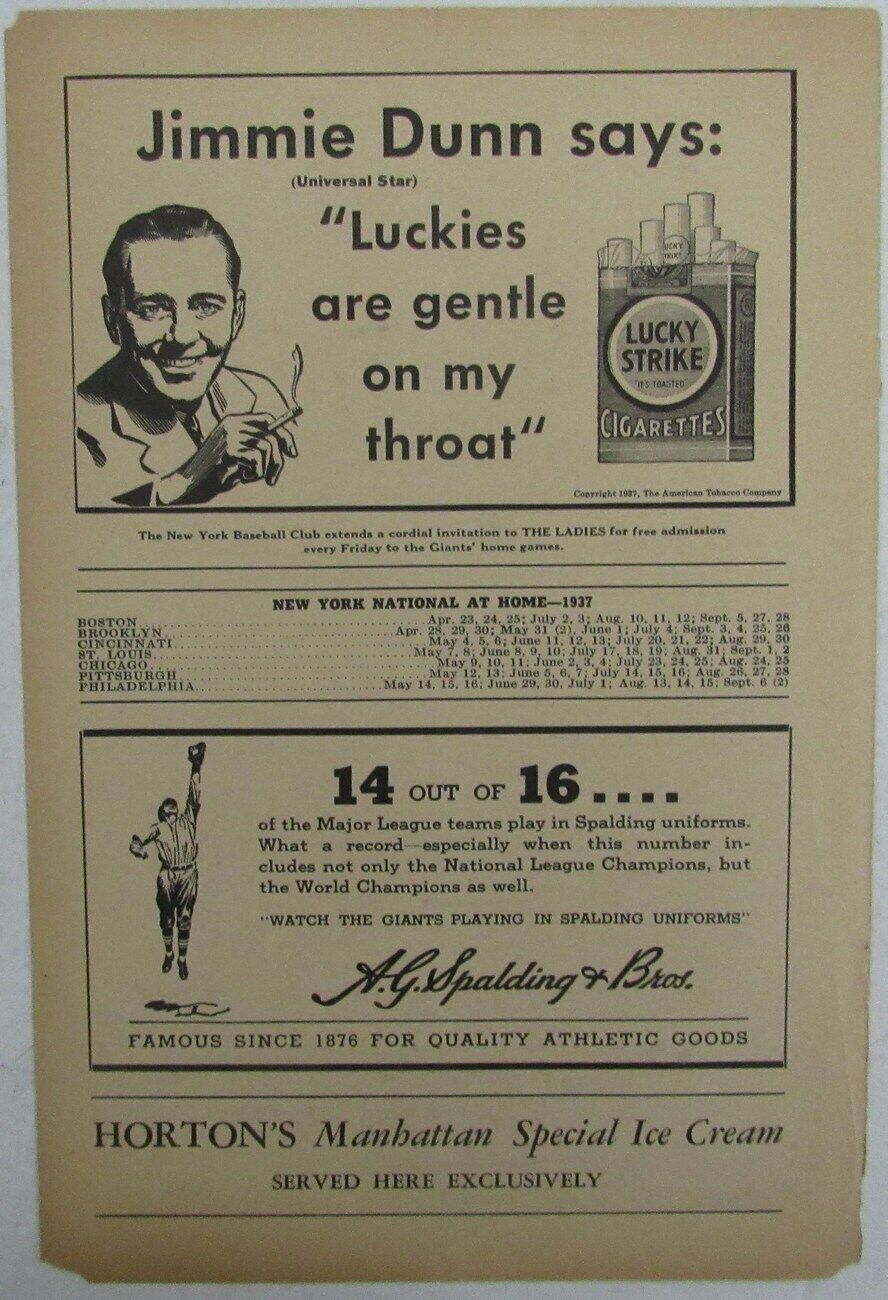 Jimmie Dunn says:
(Universal Star)
"Luckies
are gentle
on my
throat"
LUCKY
STRIKE
LUCKY
STRIKE
"IT'S TOASTED"
CIGARETTES
Copyright 1937, The American Tobacco Company
The New York Baseball Club extends a cordial invitation to THE LADIES for free admission
every Friday to the Giants' home games.
NEW YORK NATIONAL AT HOME—1937
BOSTON Apr. 23, 24, 25; July 2, 3; Aug. 10, 11, 12; Sept. 5, 27, 28
BROOKLYN Apr. 28, 29, 30; May 31 (2), June 1; July 4; Sept. 3, 4, 25, 26
CINCINNATI May 4, 5, 6; June 11, 12, 13; July 20, 21, 22; Aug. 29, 30
ST. LOUIS May 7, 8; June 8, 9, 10; July 17, 18, 19; Aug. 31; Sept. 1, 2
CHICAGO May 9, 10, 11; June 2, 3, 4; July 23, 24, 25; Aug. 24, 25
PITTSBURGH May 12, 13; June 5, 6, 7; July 14, 15, 16; Aug. 26, 27, 28
PHILADELPHIA May 14, 15, 16; June 29, 30, July 1; Aug. 13, 14, 15; Sept. 6 (2)
14 OUT OF 16 . . . .
of the Major League teams play in Spalding uniforms.
What a record—especially when this number in-
cludes not only the National League Champions, but
the World Champions as well.
"WATCH THE GIANTS PLAYING IN SPALDING UNIFORMS"
A.G. Spalding & Bros.
FAMOUS SINCE 1876 FOR QUALITY ATHLETIC GOODS
HORTON'S Manhattan Special Ice Cream
SERVED HERE EXCLUSIVELY